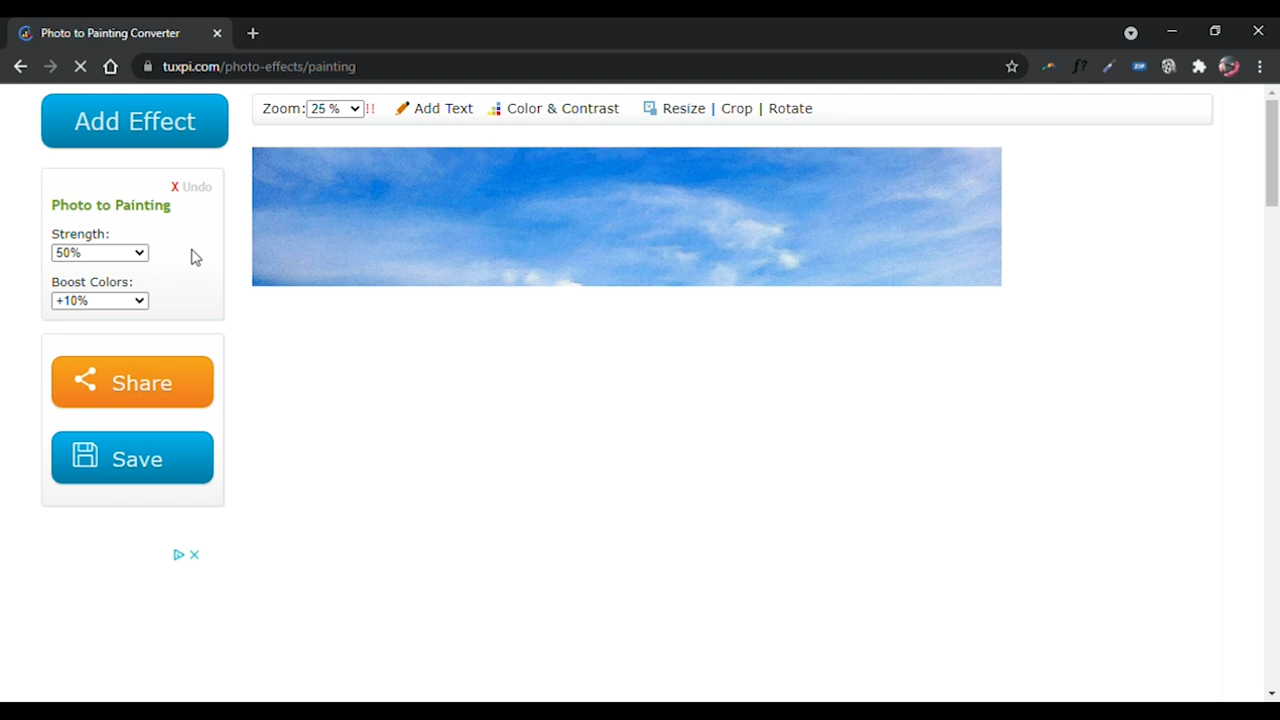 Photo to Painting Converter
tuxpi.com/photo-effects/painting
f?
ZIP
Add Effect
Zoom: 25 % !! Add Text Color & Contrast Resize | Crop | Rotate
X Undo
Photo to Painting
Strength:
50%
Boost Colors:
+10%
Share
Save